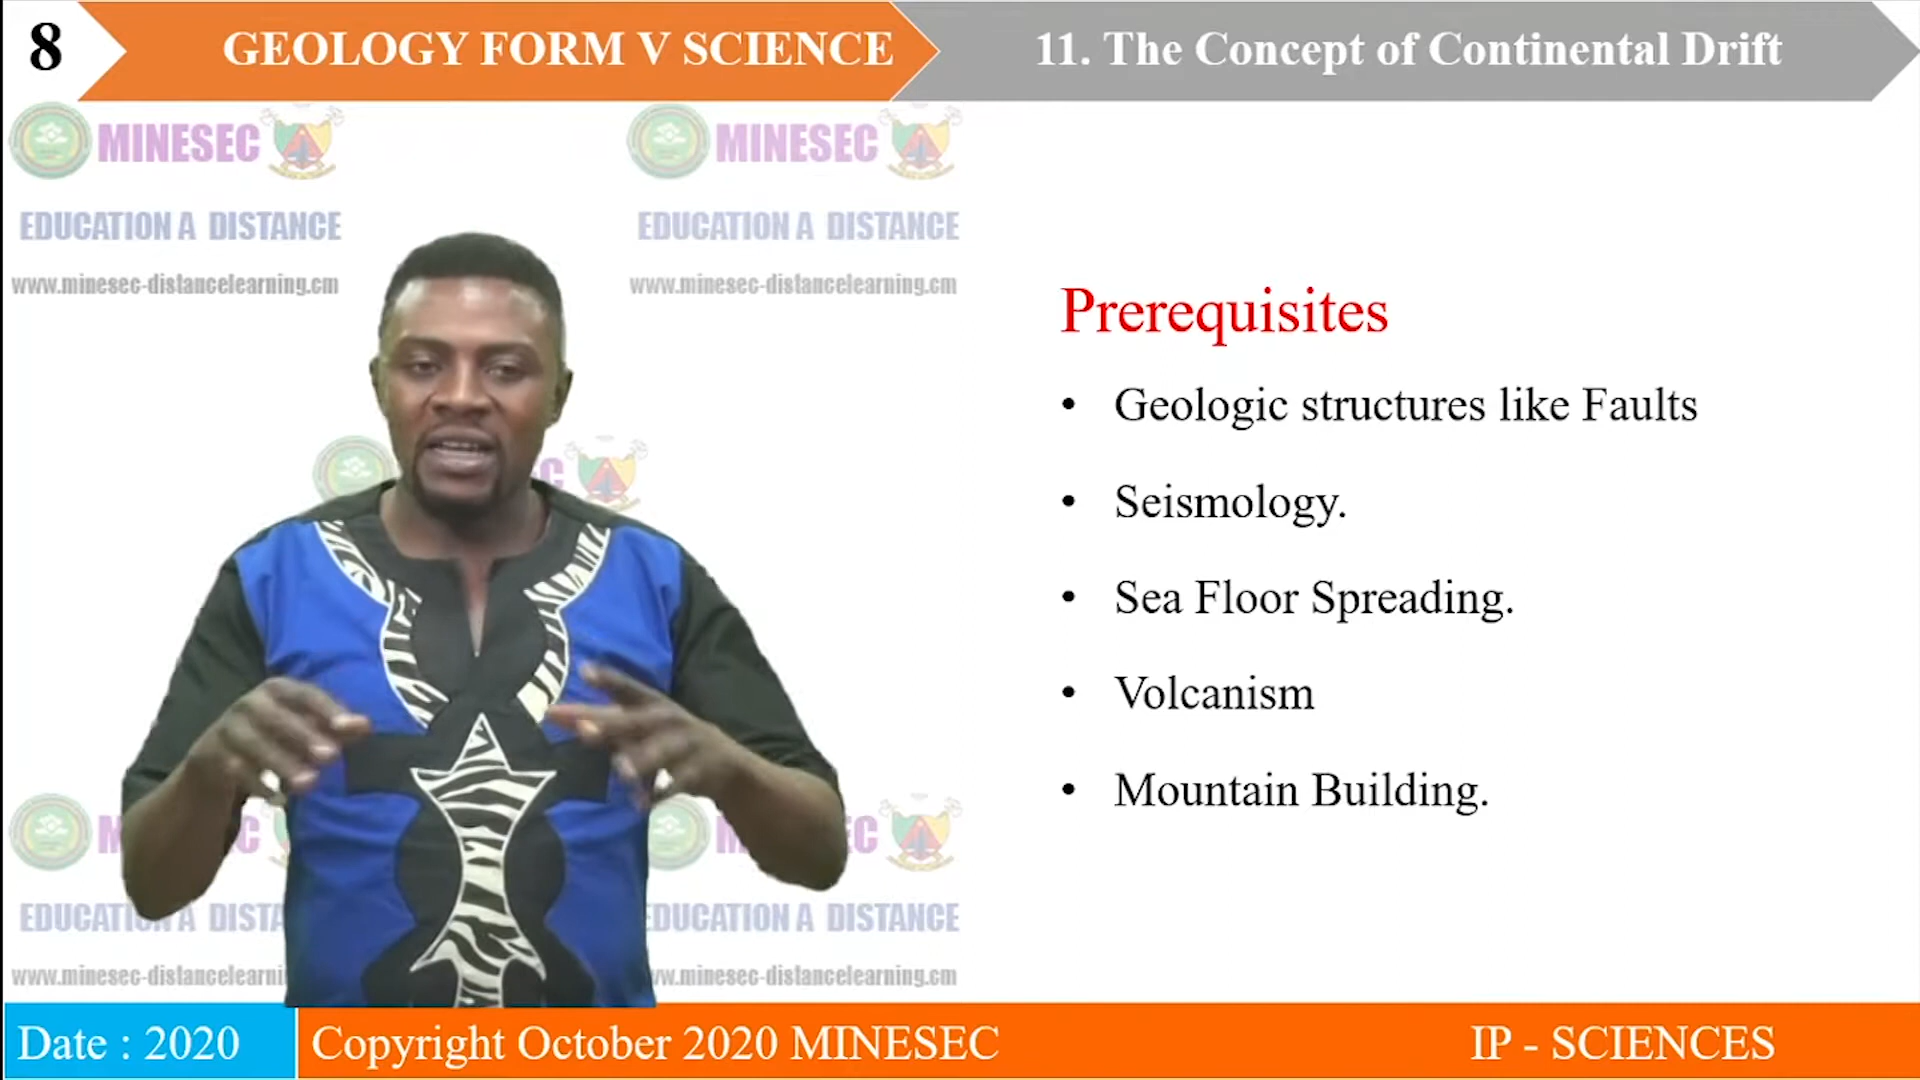 8
GEOLOGY FORM V SCIENCE
11. The Concept of Continental Drift
MINESEC
MINESEC
EDUCATION A DISTANCE
EDUCATION A DISTANCE
www.minesec-distancelearning.cm
www.minesec-distancelearning.cm
Prerequisites
• Geologic structures like Faults
• Seismology.
• Sea Floor Spreading.
• Volcanism
• Mountain Building.
Date : 2020
Copyright October 2020 MINESEC
IP - SCIENCES